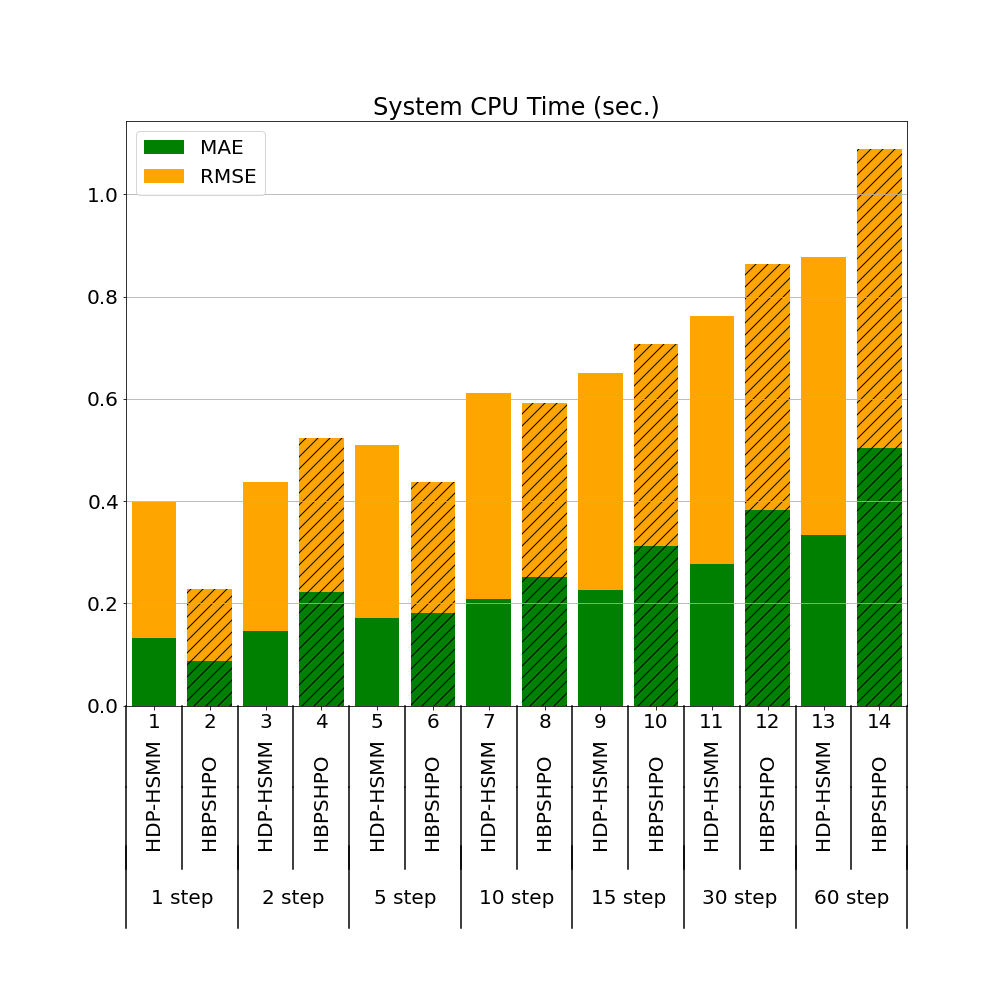 System CPU Time (sec.)
MAE
RMSE
1.0
0.8
0.6
0.4
0.2
0.0
1 2 3 4 5 6 7 8 9 10 11 12 13 14
HDP-HSMM HBPSHPO HDP-HSMM HBPSHPO HDP-HSMM HBPSHPO HDP-HSMM HBPSHPO HDP-HSMM HBPSHPO HDP-HSMM HBPSHPO HDP-HSMM HBPSHPO
1 step 2 step 5 step 10 step 15 step 30 step 60 step